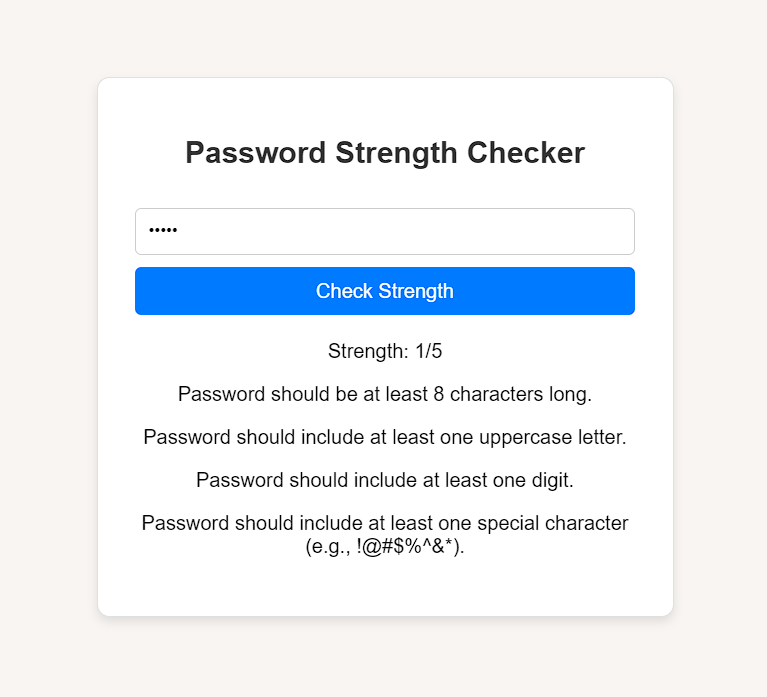 Password Strength Checker
•••••
Check Strength
Strength: 1/5
Password should be at least 8 characters long.
Password should include at least one uppercase letter.
Password should include at least one digit.
Password should include at least one special character
(e.g., !@#$%^&*).